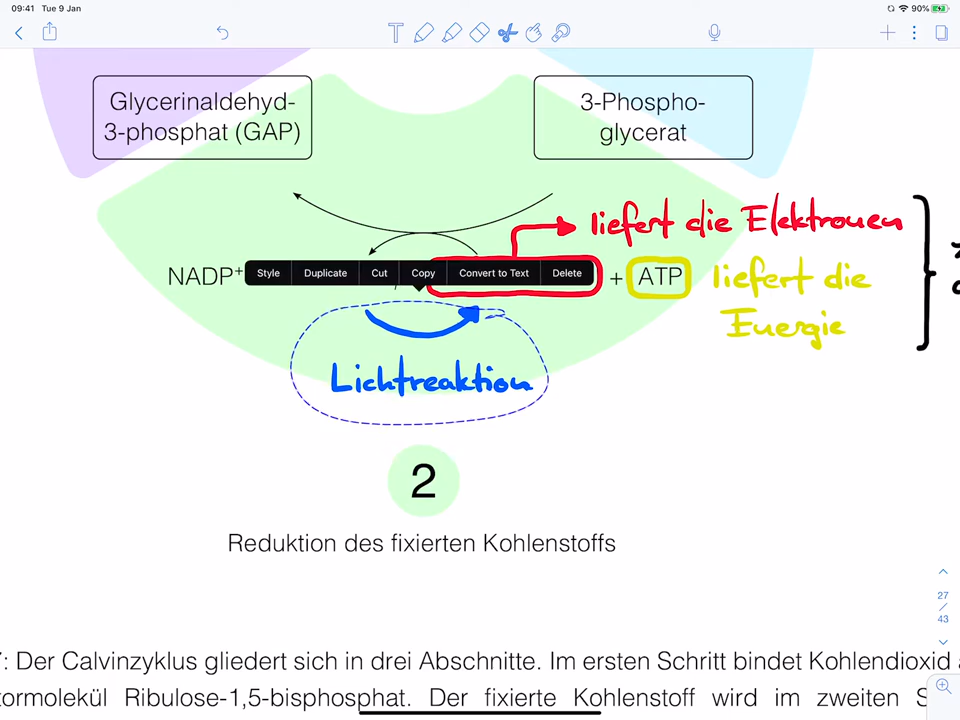 09:41 Tue 9 Jan
90%
T
Glycerinaldehyd-
3-phosphat (GAP)
3-Phospho-
glycerat
liefert die Elektronen
NADP⁺
Style Duplicate Cut Copy Convert to Text Delete
+ ATP
liefert die
Energie
Lichtreaktion
2
Reduktion des fixierten Kohlenstoffs
27
/
43
7: Der Calvinzyklus gliedert sich in drei Abschnitte. Im ersten Schritt bindet Kohlendioxid a
tormolekül Ribulose-1,5-bisphosphat. Der fixierte Kohlenstoff wird im zweiten S